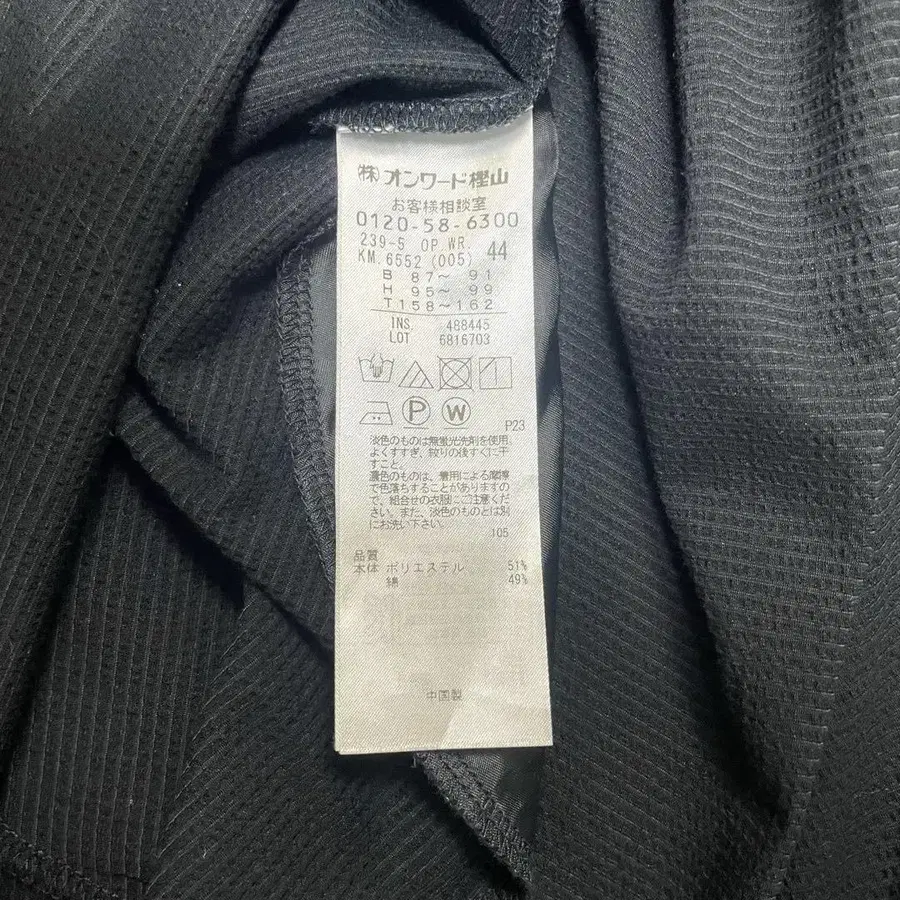 ㈱オンワード樫山
お客様相談室
0120-58-6300
239-5 OP.WR. 44
KM.6552(005)
B 87～ 91
H 95～ 99
T158～162
INS 488445
LOT 6816703
P W
P23
淡色のものは無蛍光洗剤を使用、
よくすすぎ、絞りの後すぐに干
すこと。
濃色のものは、着用による摩擦
で色落ちすることがありますの
で、組合せの衣服にご注意くだ
さい。また、淡色のものとは別
にお洗い下さい。
105
品質
本体 ポリエステル 51%
綿 49%
中国製